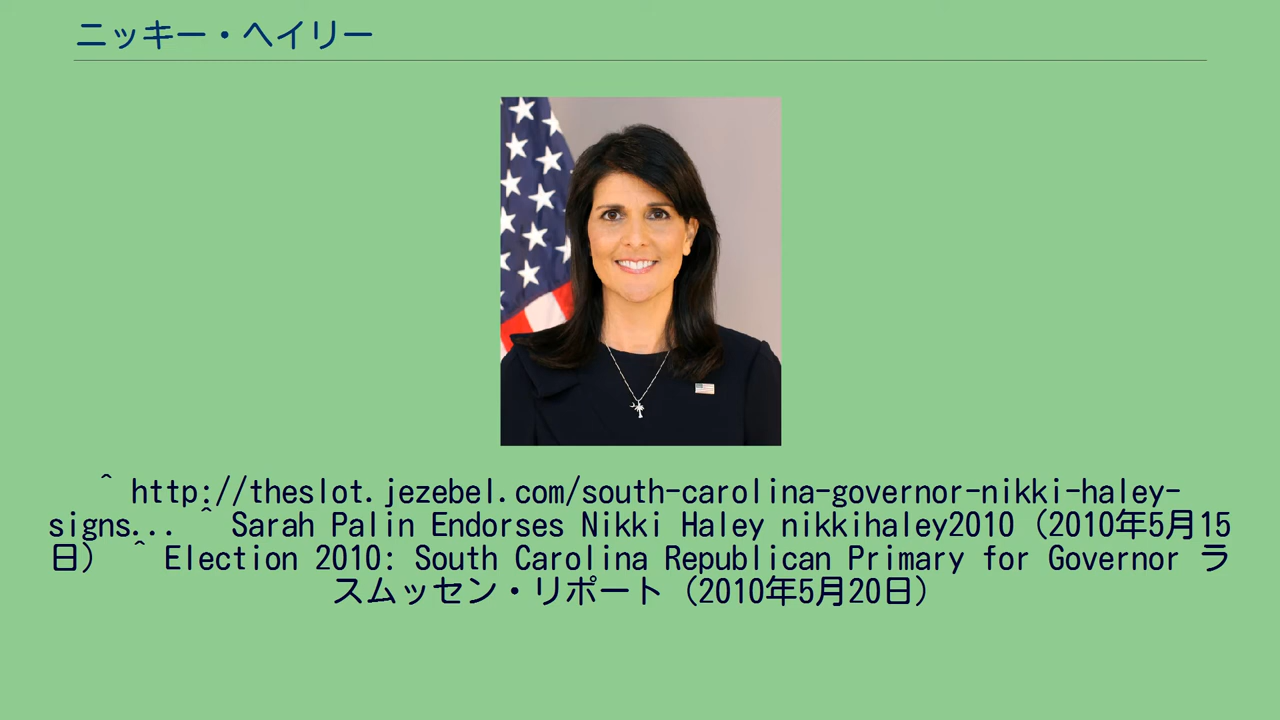 ニッキー・ヘイリー
^ http://theslot.jezebel.com/south-carolina-governor-nikki-haley-
signs... ^ Sarah Palin Endorses Nikki Haley nikkihaley2010（2010年5月15
日） ^ Election 2010: South Carolina Republican Primary for Governor ラ
スムッセン・リポート（2010年5月20日）